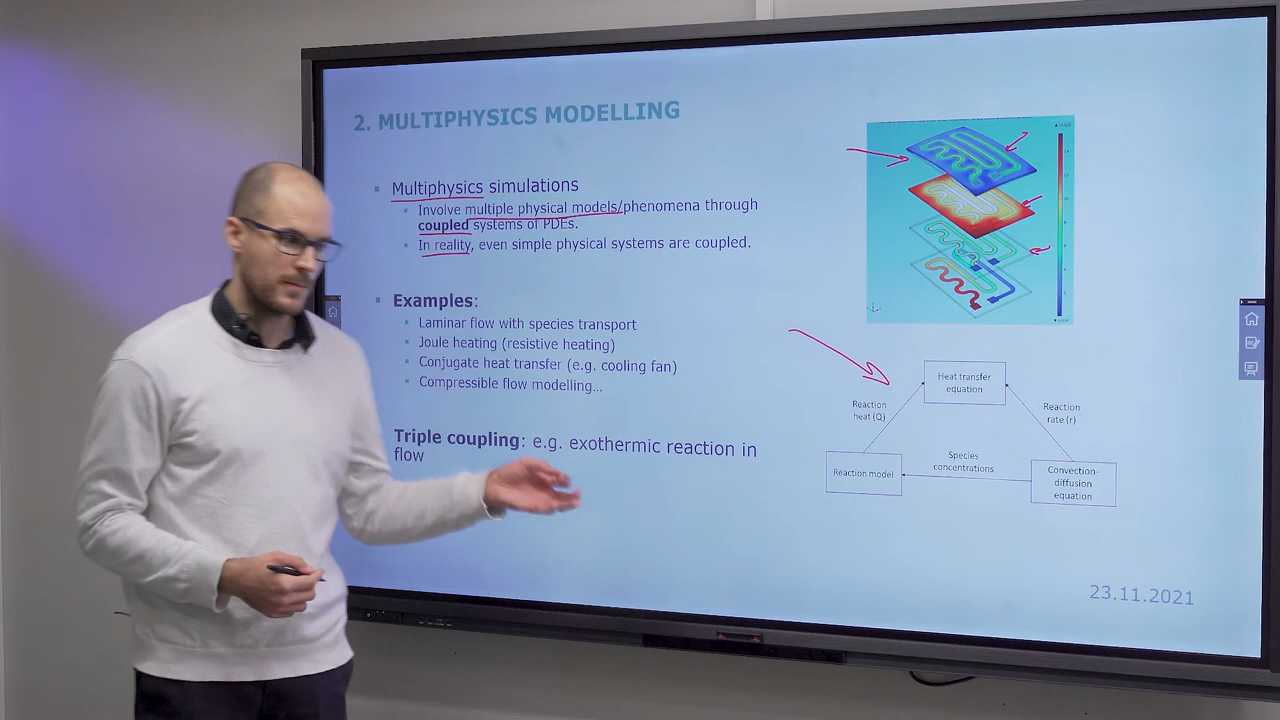 2. MULTIPHYSICS MODELLING
Multiphysics simulations
Involve multiple physical models/phenomena through
coupled systems of PDEs.
In reality, even simple physical systems are coupled.
Examples:
Laminar flow with species transport
Joule heating (resistive heating)
Conjugate heat transfer (e.g. cooling fan)
Compressible flow modelling...
Triple coupling: e.g. exothermic reaction in
flow
Heat transfer
equation
Reaction
heat (Q)
Reaction
rate (r)
Reaction model
Species
concentrations
Convection-
diffusion
equation
23.11.2021